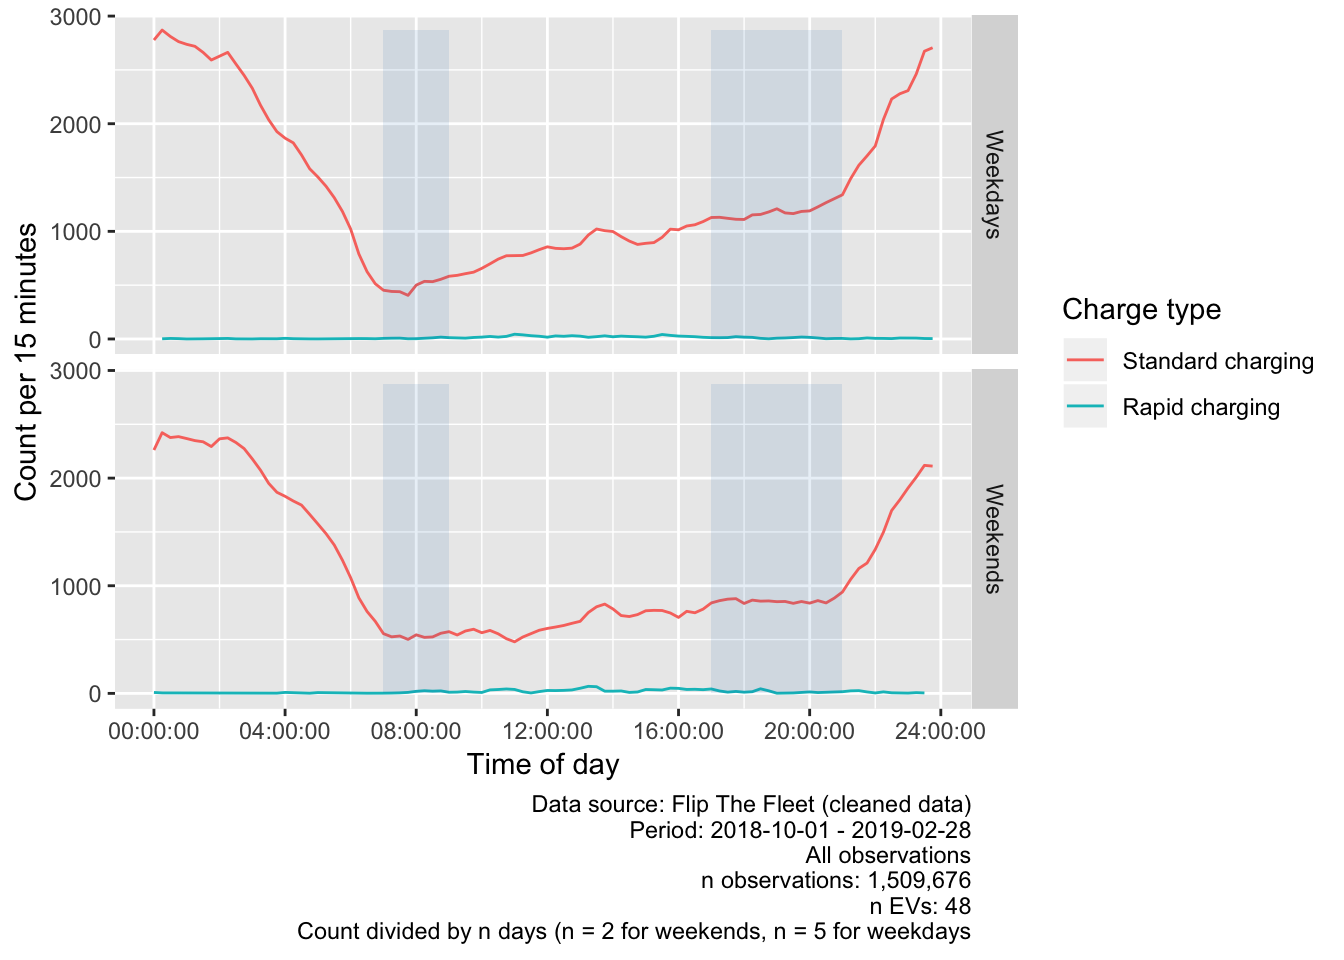 Count per 15 minutes
3000
2000
1000
0
Weekdays
3000
2000
1000
0
Weekends
00:00:00 04:00:00 08:00:00 12:00:00 16:00:00 20:00:00 24:00:00
Time of day
Charge type
Standard charging
Rapid charging
Data source: Flip The Fleet (cleaned data)
Period: 2018-10-01 - 2019-02-28
All observations
n observations: 1,509,676
n EVs: 48
Count divided by n days (n = 2 for weekends, n = 5 for weekdays